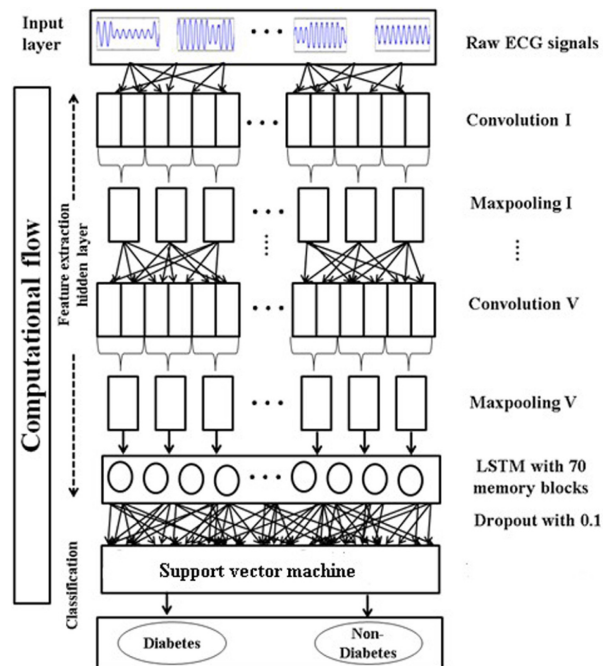 Input
layer
Raw ECG signals
Computational flow
Feature extraction
hidden layer
Convolution I
Maxpooling I
Convolution V
Maxpooling V
LSTM with 70
memory blocks
Dropout with 0.1
Classification
Support vector machine
Diabetes
Non-
Diabetes